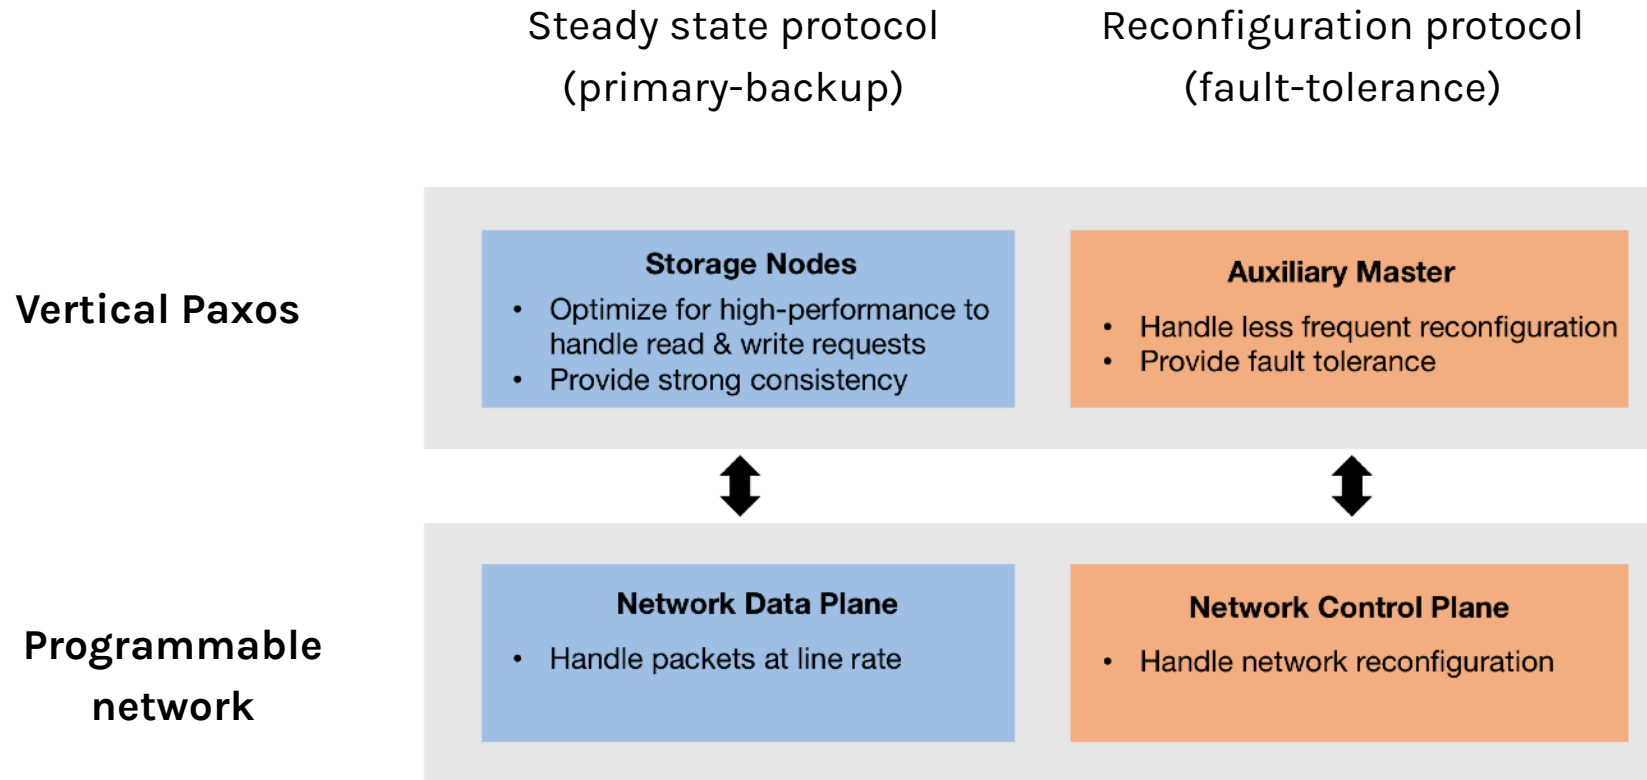 Steady state protocol
(primary-backup)
Reconfiguration protocol
(fault-tolerance)
Vertical Paxos
Storage Nodes
• Optimize for high-performance to
handle read & write requests
• Provide strong consistency
Auxiliary Master
• Handle less frequent reconfiguration
• Provide fault tolerance
Programmable
network
Network Data Plane
• Handle packets at line rate
Network Control Plane
• Handle network reconfiguration